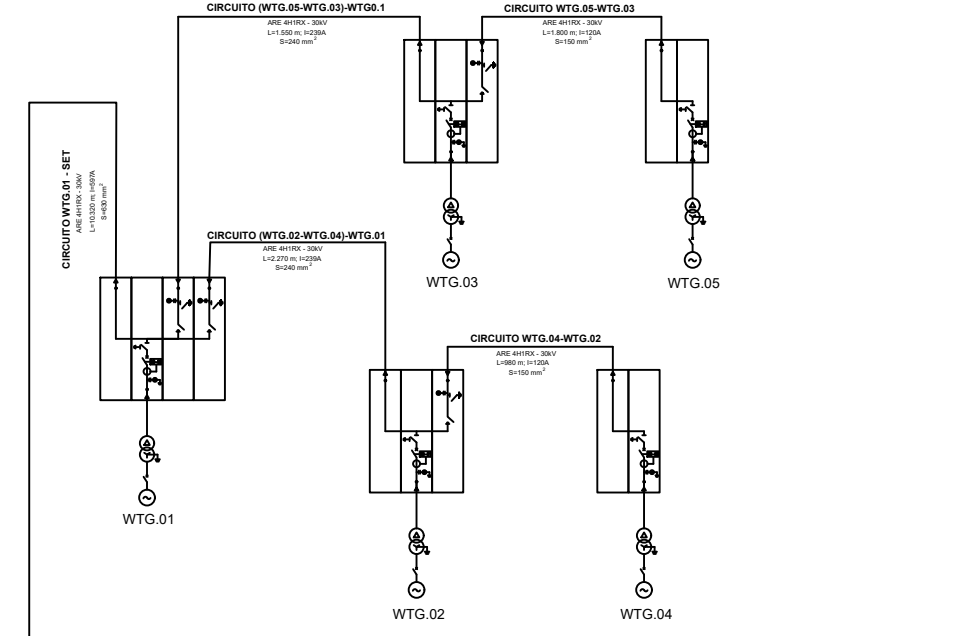 CIRCUITO (WTG.05-WTG.03)-WTG0.1
ARE 4H1RX - 30kV
L=1.550 m; I=239A
S=240 mm²
CIRCUITO WTG.05-WTG.03
ARE 4H1RX - 30kV
L=1.800 m; I=120A
S=150 mm²
CIRCUITO WTG.01 - SET
ARE 4H1RX - 30kV
L=10.320 m; I=597A
S=630 mm²
CIRCUITO (WTG.02-WTG.04)-WTG.01
ARE 4H1RX - 30kV
L=2.270 m; I=239A
S=240 mm²
WTG.03
WTG.05
CIRCUITO WTG.04-WTG.02
ARE 4H1RX - 30kV
L=980 m; I=120A
S=150 mm²
WTG.01
WTG.02
WTG.04